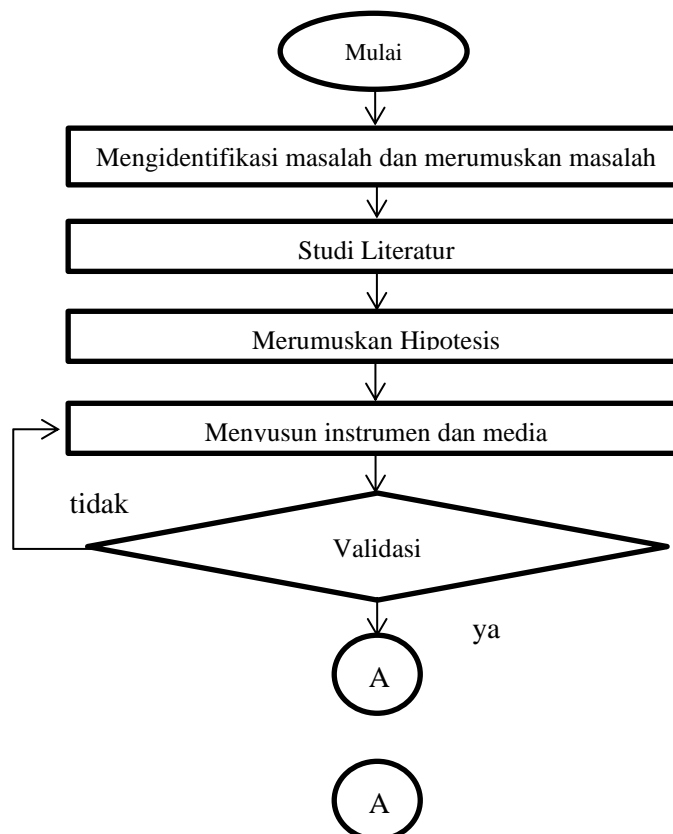 Mulai
Mengidentifikasi masalah dan merumuskan masalah
Studi Literatur
Merumuskan Hipotesis
Menyusun instrumen dan media
tidak
Validasi
ya
A
A